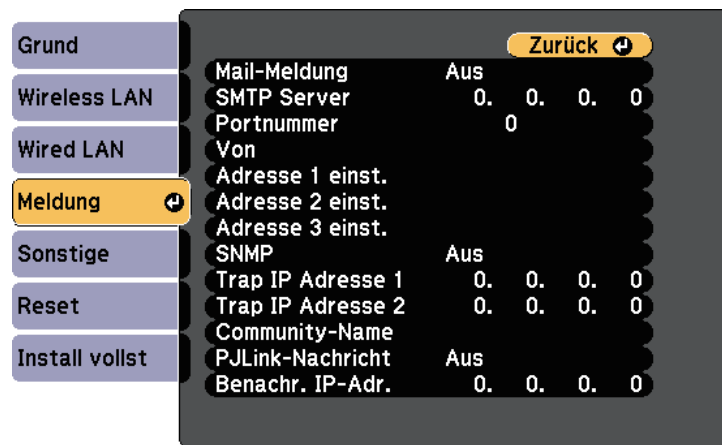 Grund
Wireless LAN
Wired LAN
Meldung
Sonstige
Reset
Install vollst
Zurück
Mail-Meldung Aus
SMTP Server 0. 0. 0. 0
Portnummer 0
Von
Adresse 1 einst.
Adresse 2 einst.
Adresse 3 einst.
SNMP Aus
Trap IP Adresse 1 0. 0. 0. 0
Trap IP Adresse 2 0. 0. 0. 0
Community-Name
PJLink-Nachricht Aus
Benachr. IP-Adr. 0. 0. 0. 0